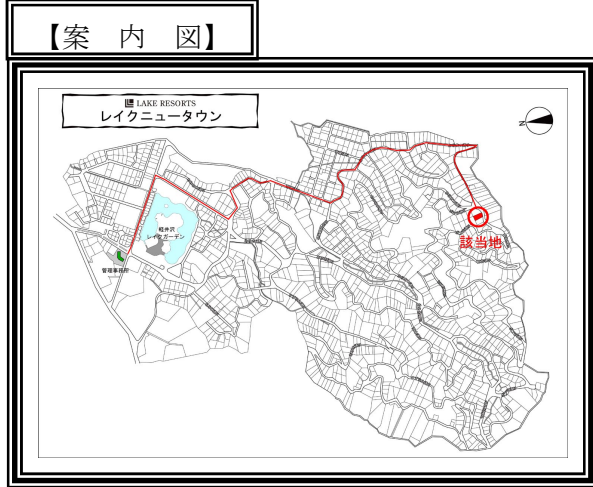 【案 内 図】
LAKE RESORTS
レイクニュータウン
N
軽井沢
レイクガーデン
管理事務所
該当地